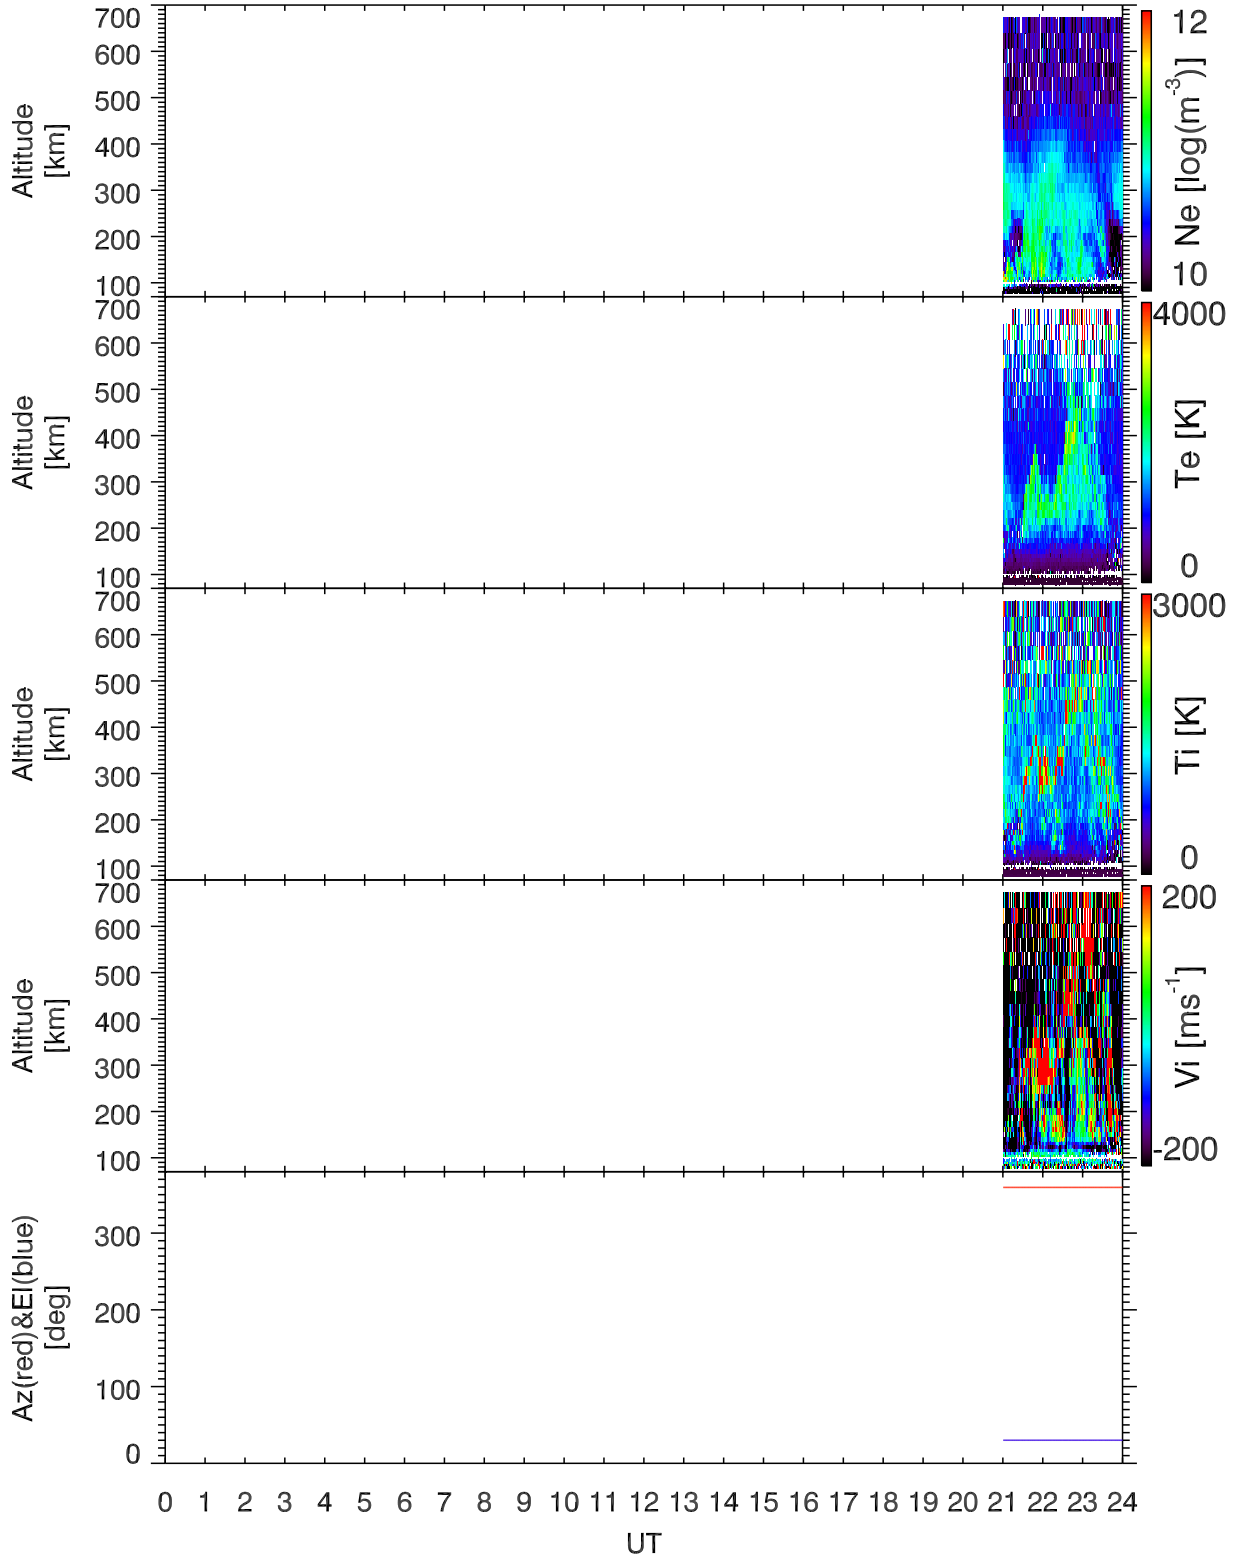 700
600
500
400
300
200
100
Altitude
[km]
12
10
Ne [log(m⁻³)]
700
600
500
400
300
200
100
Altitude
[km]
4000
0
Te [K]
700
600
500
400
300
200
100
Altitude
[km]
3000
0
Ti [K]
700
600
500
400
300
200
100
Altitude
[km]
200
-200
Vi [ms⁻¹]
300
200
100
0
Az(red)&El(blue)
[deg]
0 1 2 3 4 5 6 7 8 9 10 11 12 13 14 15 16 17 18 19 20 21 22 23 24
UT